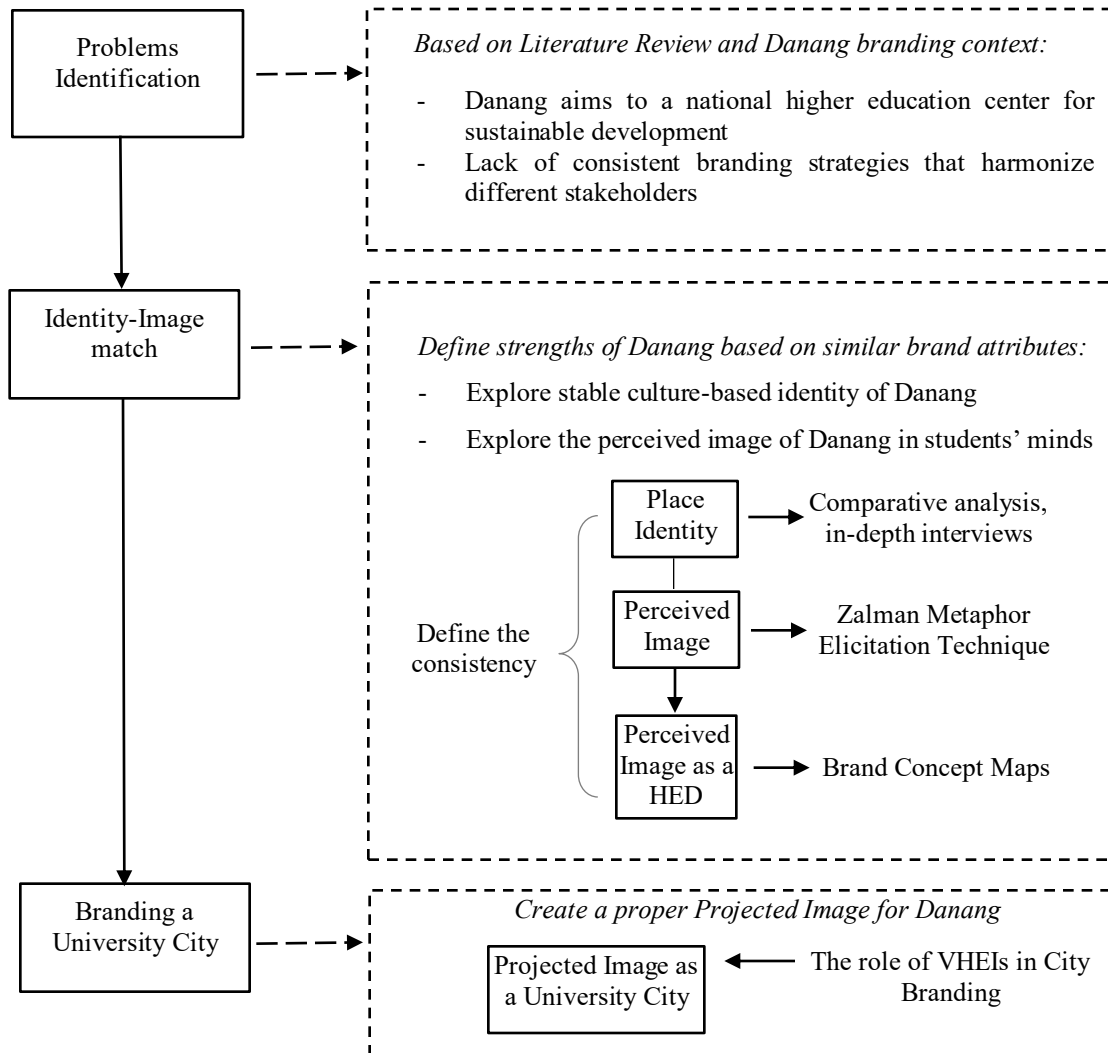 Problems
Identification
Based on Literature Review and Danang branding context:
- Danang aims to a national higher education center for
sustainable development
- Lack of consistent branding strategies that harmonize
different stakeholders
Identity-Image
match
Define strengths of Danang based on similar brand attributes:
- Explore stable culture-based identity of Danang
- Explore the perceived image of Danang in students’ minds
Place
Identity
Comparative analysis,
in-depth interviews
Define the
consistency
Perceived
Image
Zalman Metaphor
Elicitation Technique
Perceived
Image as a
HED
Brand Concept Maps
Branding a
University City
Create a proper Projected Image for Danang
Projected Image as
a University City
The role of VHEIs in City
Branding